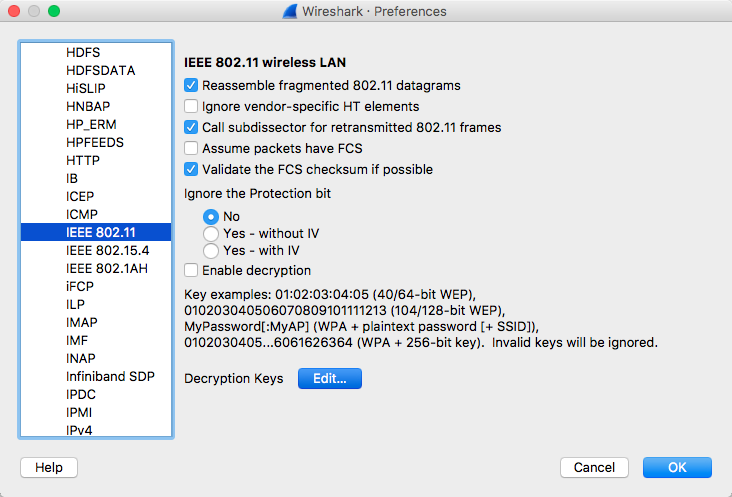 Wireshark · Preferences
HDFS
HDFSDATA
HiSLIP
HNBAP
HP_ERM
HPFEEDS
HTTP
IB
ICEP
ICMP
IEEE 802.11
IEEE 802.15.4
IEEE 802.1AH
iFCP
ILP
IMAP
IMF
INAP
Infiniband SDP
IPDC
IPMI
IPv4
IEEE 802.11 wireless LAN
Reassemble fragmented 802.11 datagrams
Ignore vendor-specific HT elements
Call subdissector for retransmitted 802.11 frames
Assume packets have FCS
Validate the FCS checksum if possible
Ignore the Protection bit
No
Yes - without IV
Yes - with IV
Enable decryption
Key examples: 01:02:03:04:05 (40/64-bit WEP),
010203040506070809101111213 (104/128-bit WEP),
MyPassword[:MyAP] (WPA + plaintext password [+ SSID]),
0102030405...6061626364 (WPA + 256-bit key).  Invalid keys will be ignored.
Decryption Keys
Edit...
Help
Cancel
OK